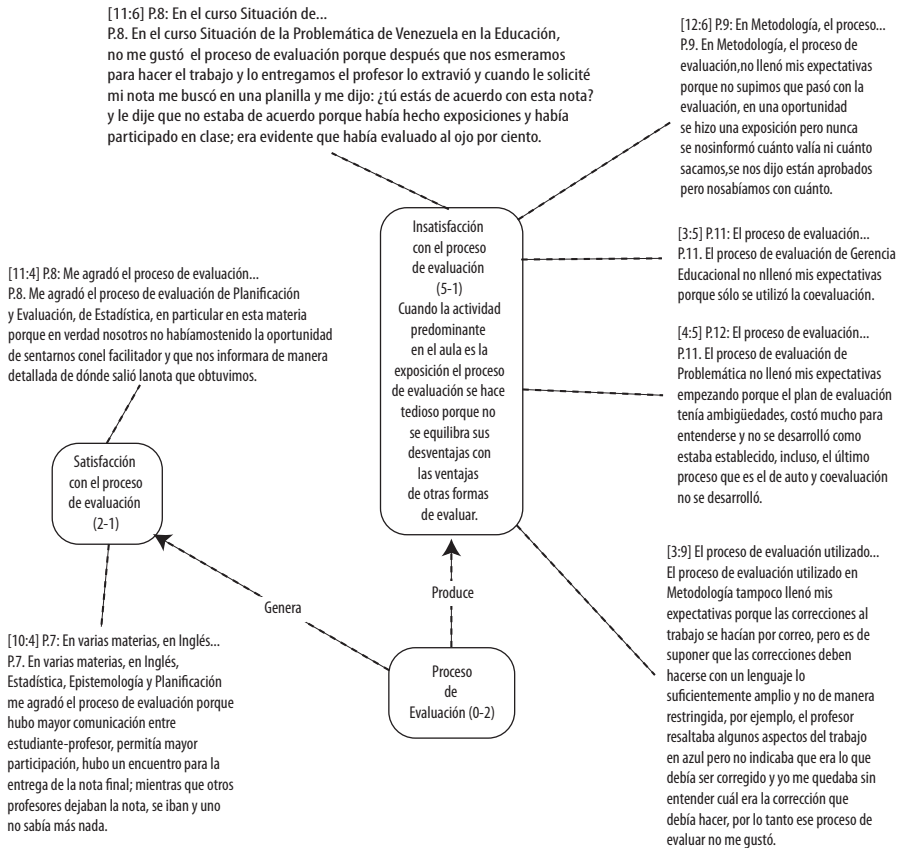 [11:6] P.8: En el curso Situación de...
P.8. En el curso Situación de la Problemática de Venezuela en la Educación,
no me gustó el proceso de evaluación porque después que nos esmeramos
para hacer el trabajo y lo entregamos el profesor lo extravió y cuando le solicité
mi nota me buscó en una planilla y me dijo: ¿tú estás de acuerdo con esta nota?
y le dije que no estaba de acuerdo porque había hecho exposiciones y había
participado en clase; era evidente que había evaluado al ojo por ciento.
[12:6] P.9: En Metodología, el proceso...
P.9. En Metodología, el proceso de
evaluación,no llenó mis expectativas
porque no supimos que pasó con la
evaluación, en una oportunidad
se hizo una exposición pero nunca
se nosinformó cuánto valía ni cuánto
sacamos,se nos dijo están aprobados
pero nosabíamos con cuánto.
Insatisfacción
con el proceso
de evaluación
(5-1)
Cuando la actividad
predominante
en el aula es la
exposición el proceso
de evaluación se hace
tedioso porque no
se equilibra sus
desventajas con
las ventajas
de otras formas
de evaluar.
[3:5] P.11: El proceso de evaluación...
P.11. El proceso de evaluación de Gerencia
Educacional no nllenó mis expectativas
porque sólo se utilizó la coevaluación.
[11:4] P.8: Me agradó el proceso de evaluación...
P.8. Me agradó el proceso de evaluación de Planificación
y Evaluación, de Estadística, en particular en esta materia
porque en verdad nosotros no habíamostenido la oportunidad
de sentarnos conel facilitador y que nos informara de manera
detallada de dónde salió lanota que obtuvimos.
[4:5] P.12: El proceso de evaluación...
P.11. El proceso de evaluación de
Problemática no llenó mis expectativas
empezando porque el plan de evaluación
tenía ambigüedades, costó mucho para
entenderse y no se desarrolló como
estaba establecido, incluso, el último
proceso que es el de auto y coevaluación
no se desarrolló.
Satisfacción
con el proceso
de evaluación
(2-1)
[3:9] El proceso de evaluación utilizado...
El proceso de evaluación utilizado en
Metodología tampoco llenó mis
expectativas porque las correcciones al
trabajo se hacían por correo, pero es de
suponer que las correcciones deben
hacerse con un lenguaje lo
suficientemente amplio y no de manera
restringida, por ejemplo, el profesor
resaltaba algunos aspectos del trabajo
en azul pero no indicaba que era lo que
debía ser corregido y yo me quedaba sin
entender cuál era la corrección que
debía hacer, por lo tanto ese proceso de
evaluar no me gustó.
Genera
Produce
[10:4] P.7: En varias materias, en Inglés...
P.7. En varias materias, en Inglés,
Estadística, Epistemología y Planificación
me agradó el proceso de evaluación porque
hubo mayor comunicación entre
estudiante-profesor, permitía mayor
participación, hubo un encuentro para la
entrega de la nota final; mientras que otros
profesores dejaban la nota, se iban y uno
no sabía más nada.
Proceso
de
Evaluación (0-2)